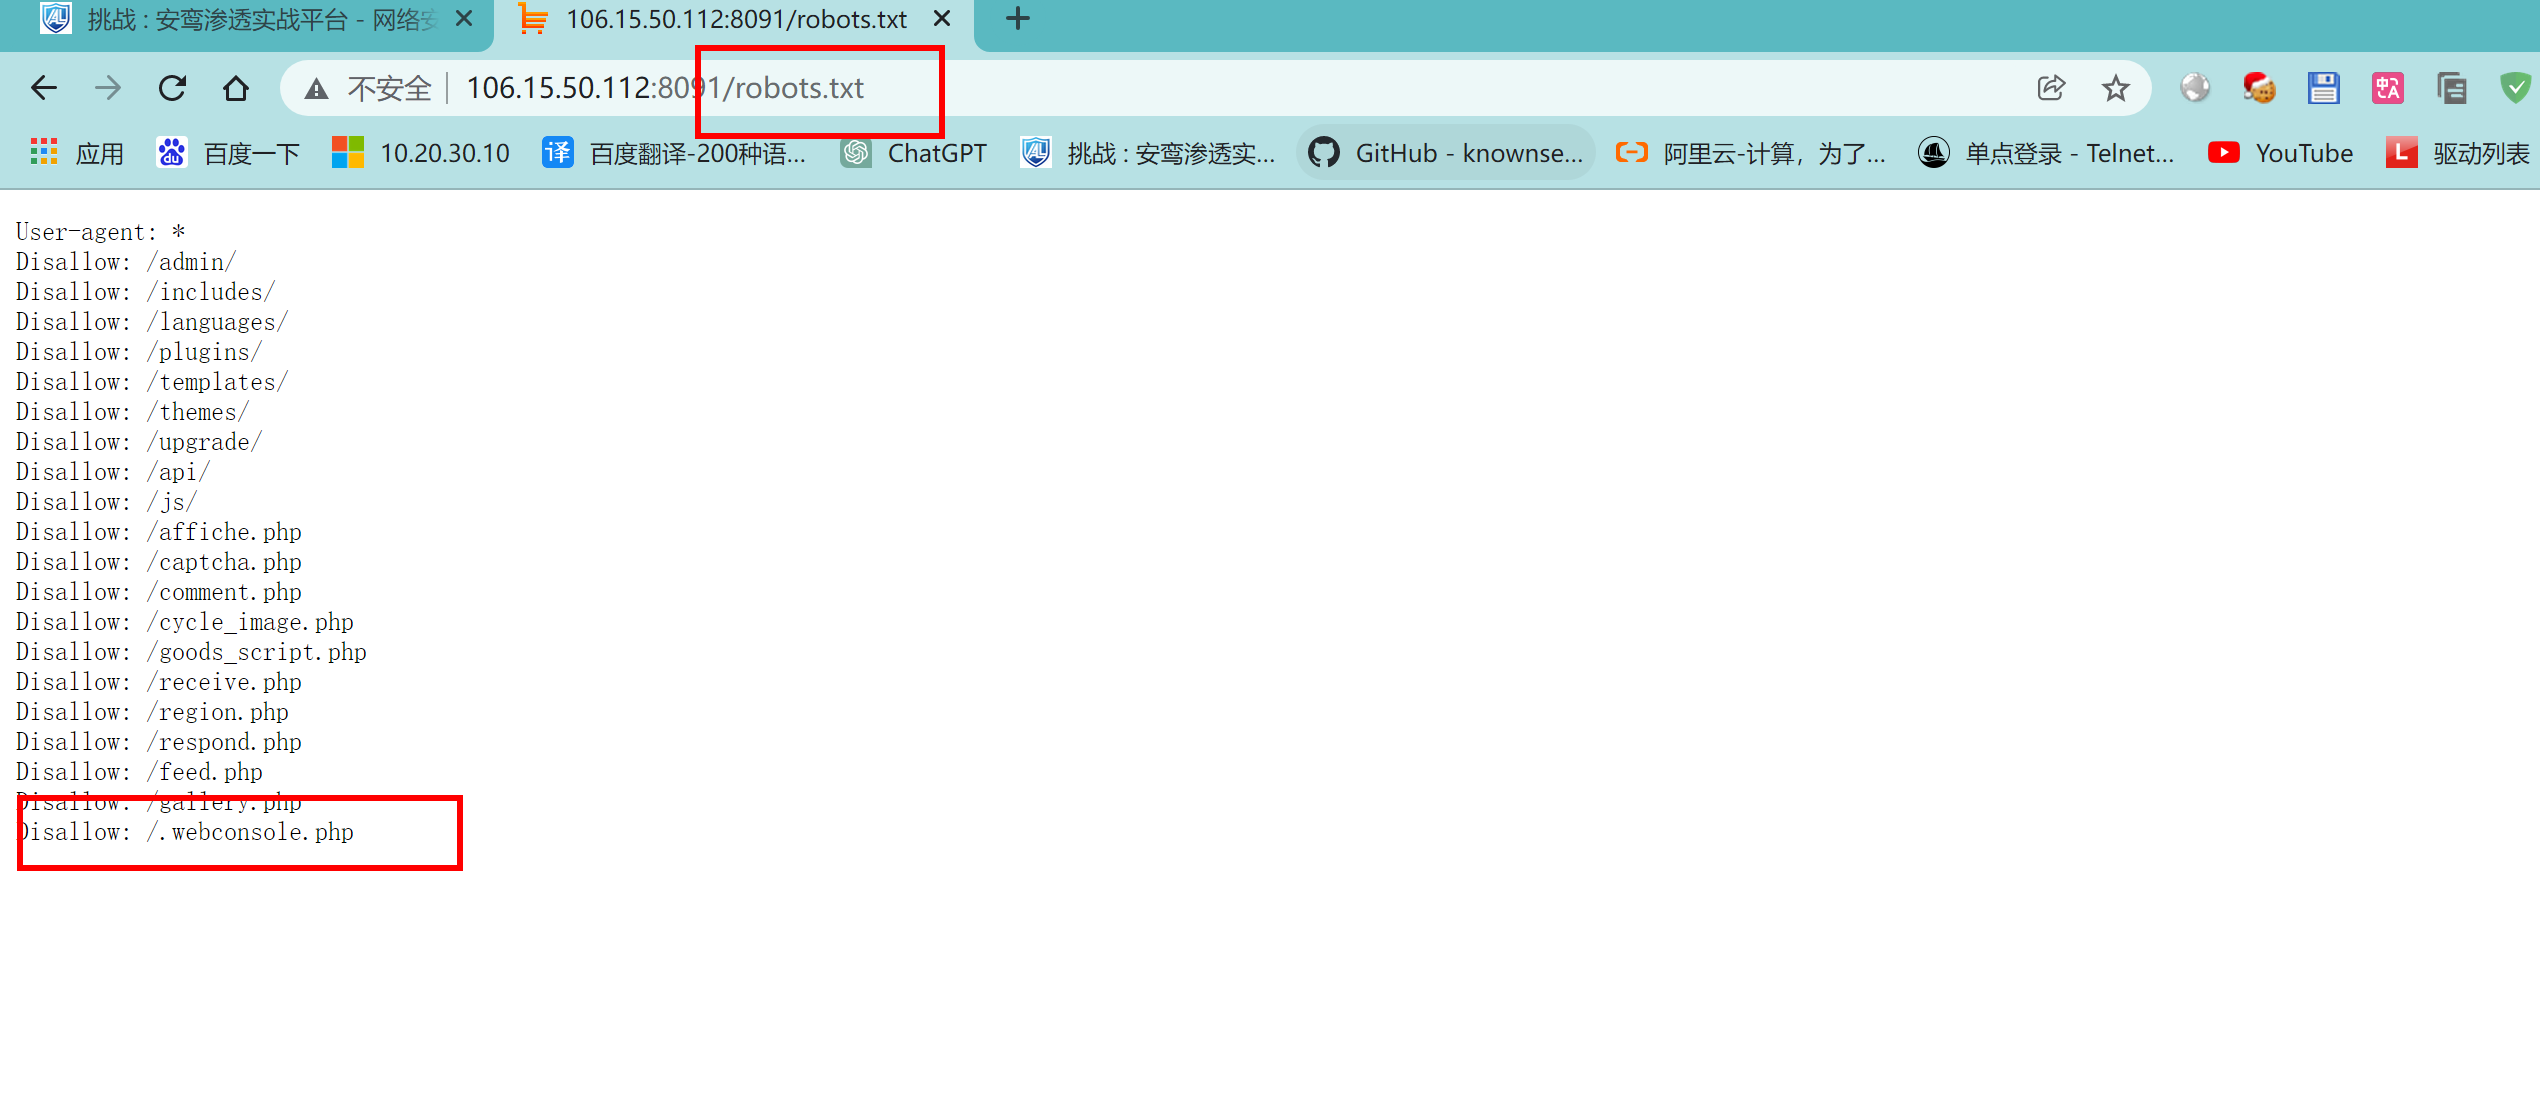 挑战 : 安鸾渗透实战平台 - 网络安
106.15.50.112:8091/robots.txt
不安全 106.15.50.112:8091/robots.txt
应用 百度一下 10.20.30.10 百度翻译-200种语... ChatGPT 挑战 : 安鸾渗透实... GitHub - knownse... 阿里云-计算，为了... 单点登录 - Telnet... YouTube 驱动列表
User-agent: *
Disallow: /admin/
Disallow: /includes/
Disallow: /languages/
Disallow: /plugins/
Disallow: /templates/
Disallow: /themes/
Disallow: /upgrade/
Disallow: /api/
Disallow: /js/
Disallow: /affiche.php
Disallow: /captcha.php
Disallow: /comment.php
Disallow: /cycle_image.php
Disallow: /goods_script.php
Disallow: /receive.php
Disallow: /region.php
Disallow: /respond.php
Disallow: /feed.php
Disallow: /gallery.php
Disallow: /.webconsole.php